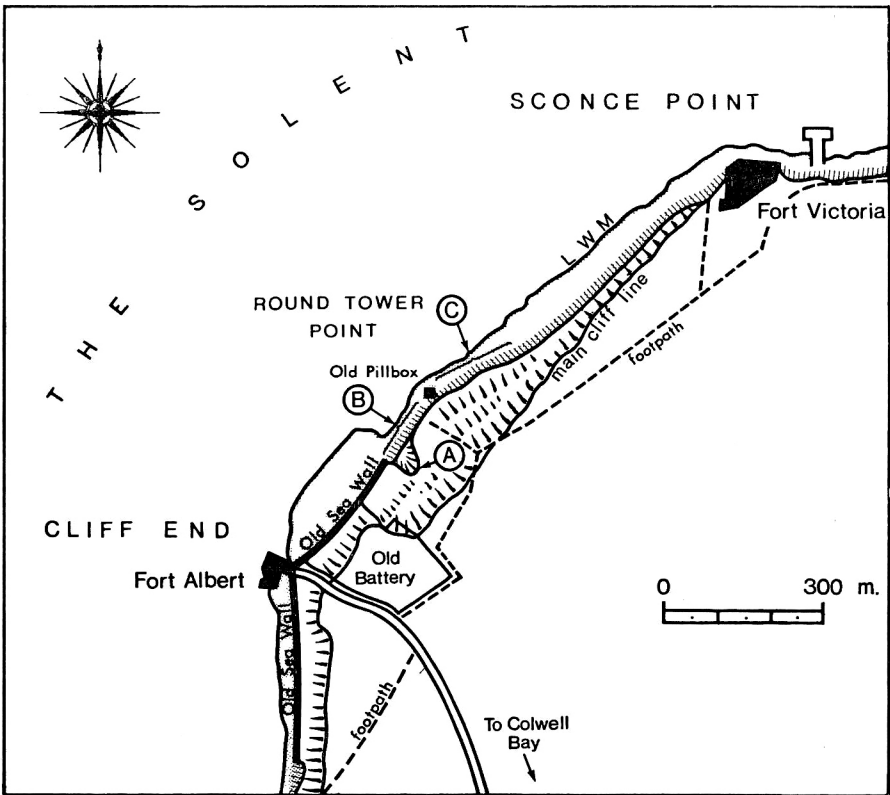 THE SOLENT
SCONCE POINT
Fort Victoria
LWM
ROUND TOWER
POINT
C
main cliff line
footpath
Old Pillbox
B
A
Old Sea Wall
CLIFF END
Old
Battery
Fort Albert
0 300 m.
Old Sea Wall
footpath
To Colwell
Bay